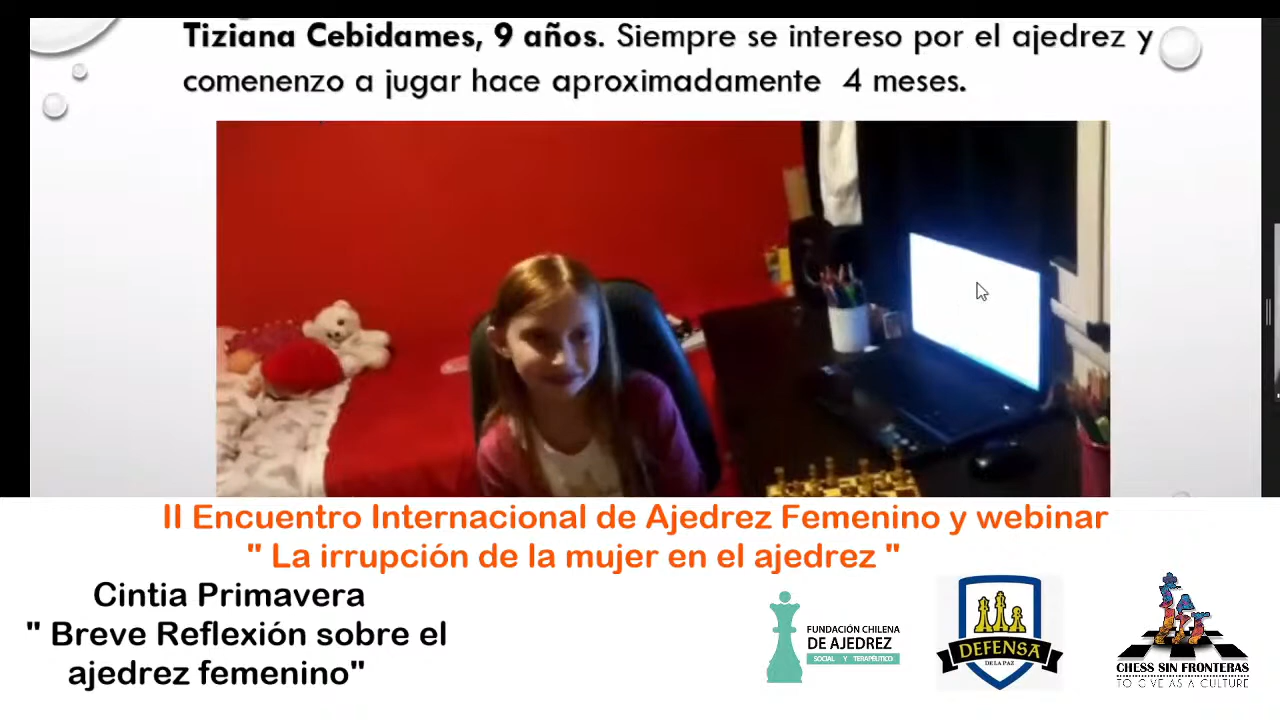 Tiziana Cebidames, 9 años. Siempre se intereso por el ajedrez y
comenenzo a jugar hace aproximadamente 4 meses.
II Encuentro Internacional de Ajedrez Femenino y webinar
" La irrupción de la mujer en el ajedrez "
Cintia Primavera
" Breve Reflexión sobre el
ajedrez femenino"
FUNDACIÓN CHILENA
DE AJEDREZ
SOCIAL Y TERAPÉUTICO
DEFENSA
DE LA PAZ
CHESS SIN FRONTERAS
TO GIVE AS A CULTURE